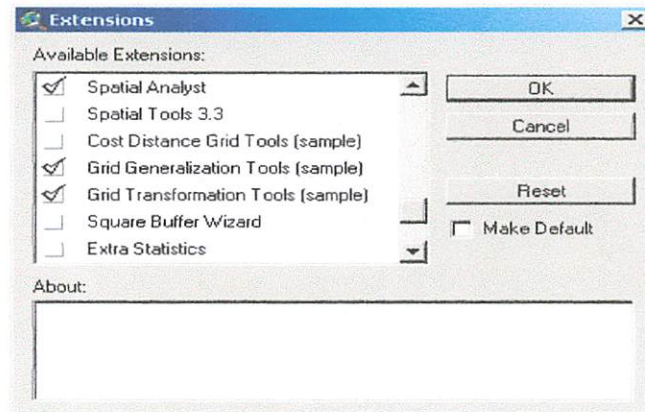 Extensions
Available Extensions:
Spatial Analyst
Spatial Tools 3.3
Cost Distance Grid Tools (sample)
Grid Generalization Tools (sample)
Grid Transformation Tools (sample)
Square Buffer Wizard
Extra Statistics
OK
Cancel
Reset
Make Default
About: